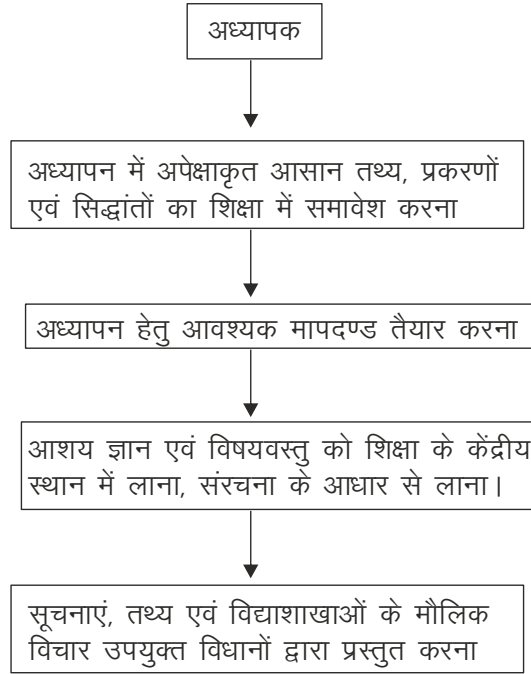 अध्यापक
अध्यापन में अपेक्षाकृत आसान तथ्य, प्रकरणों
एवं सिद्धांतों का शिक्षा में समावेश करना
अध्यापन हेतु आवश्यक मापदण्ड तैयार करना
आशय ज्ञान एवं विषयवस्तु को शिक्षा के केंद्रीय
स्थान में लाना, संरचना के आधार से लाना।
सूचनाएं, तथ्य एवं विद्याशाखाओं के मौलिक
विचार उपयुक्त विधानों द्वारा प्रस्तुत करना